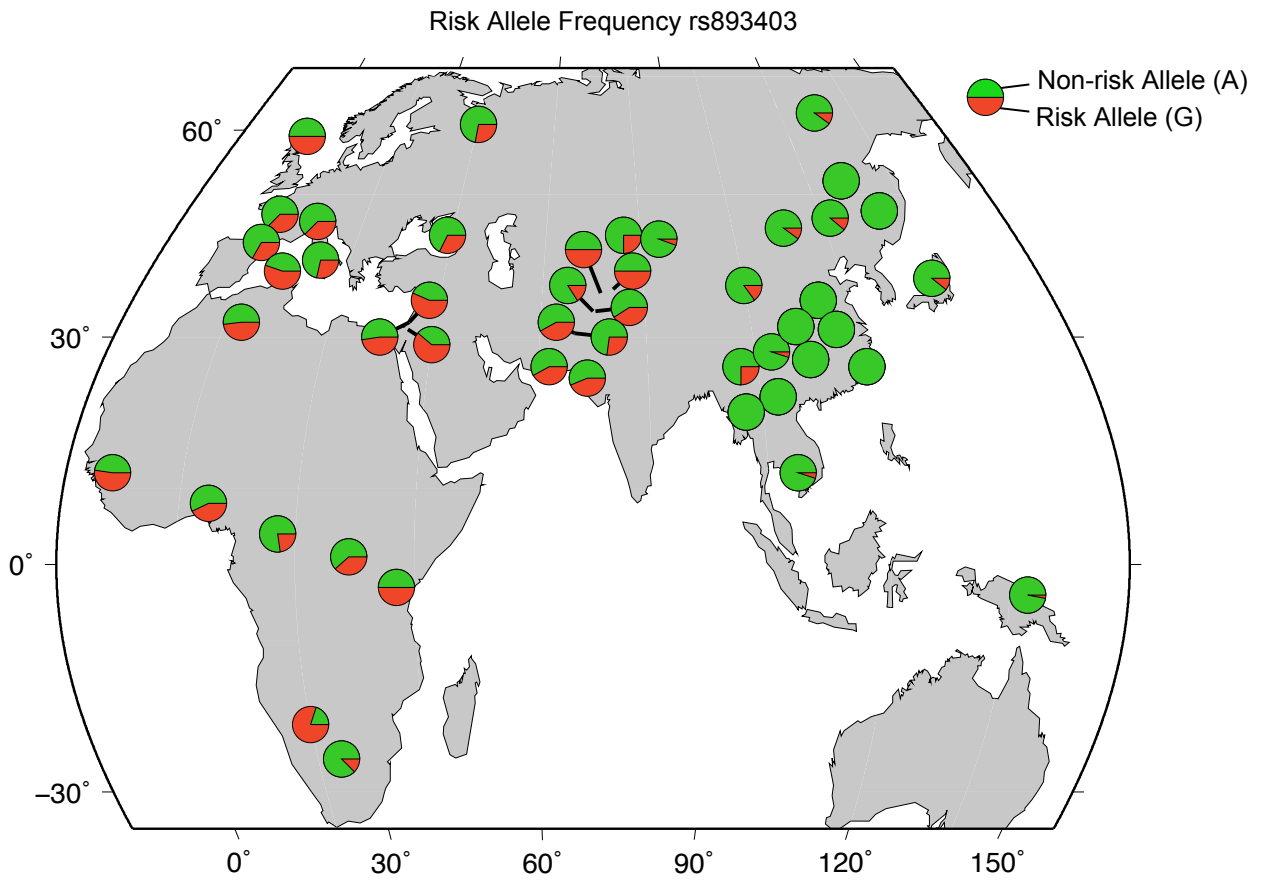 Risk Allele Frequency rs893403
Non-risk Allele (A)
Risk Allele (G)
60˚
30˚
0˚
−30˚
0˚ 30˚ 60˚ 90˚ 120˚ 150˚